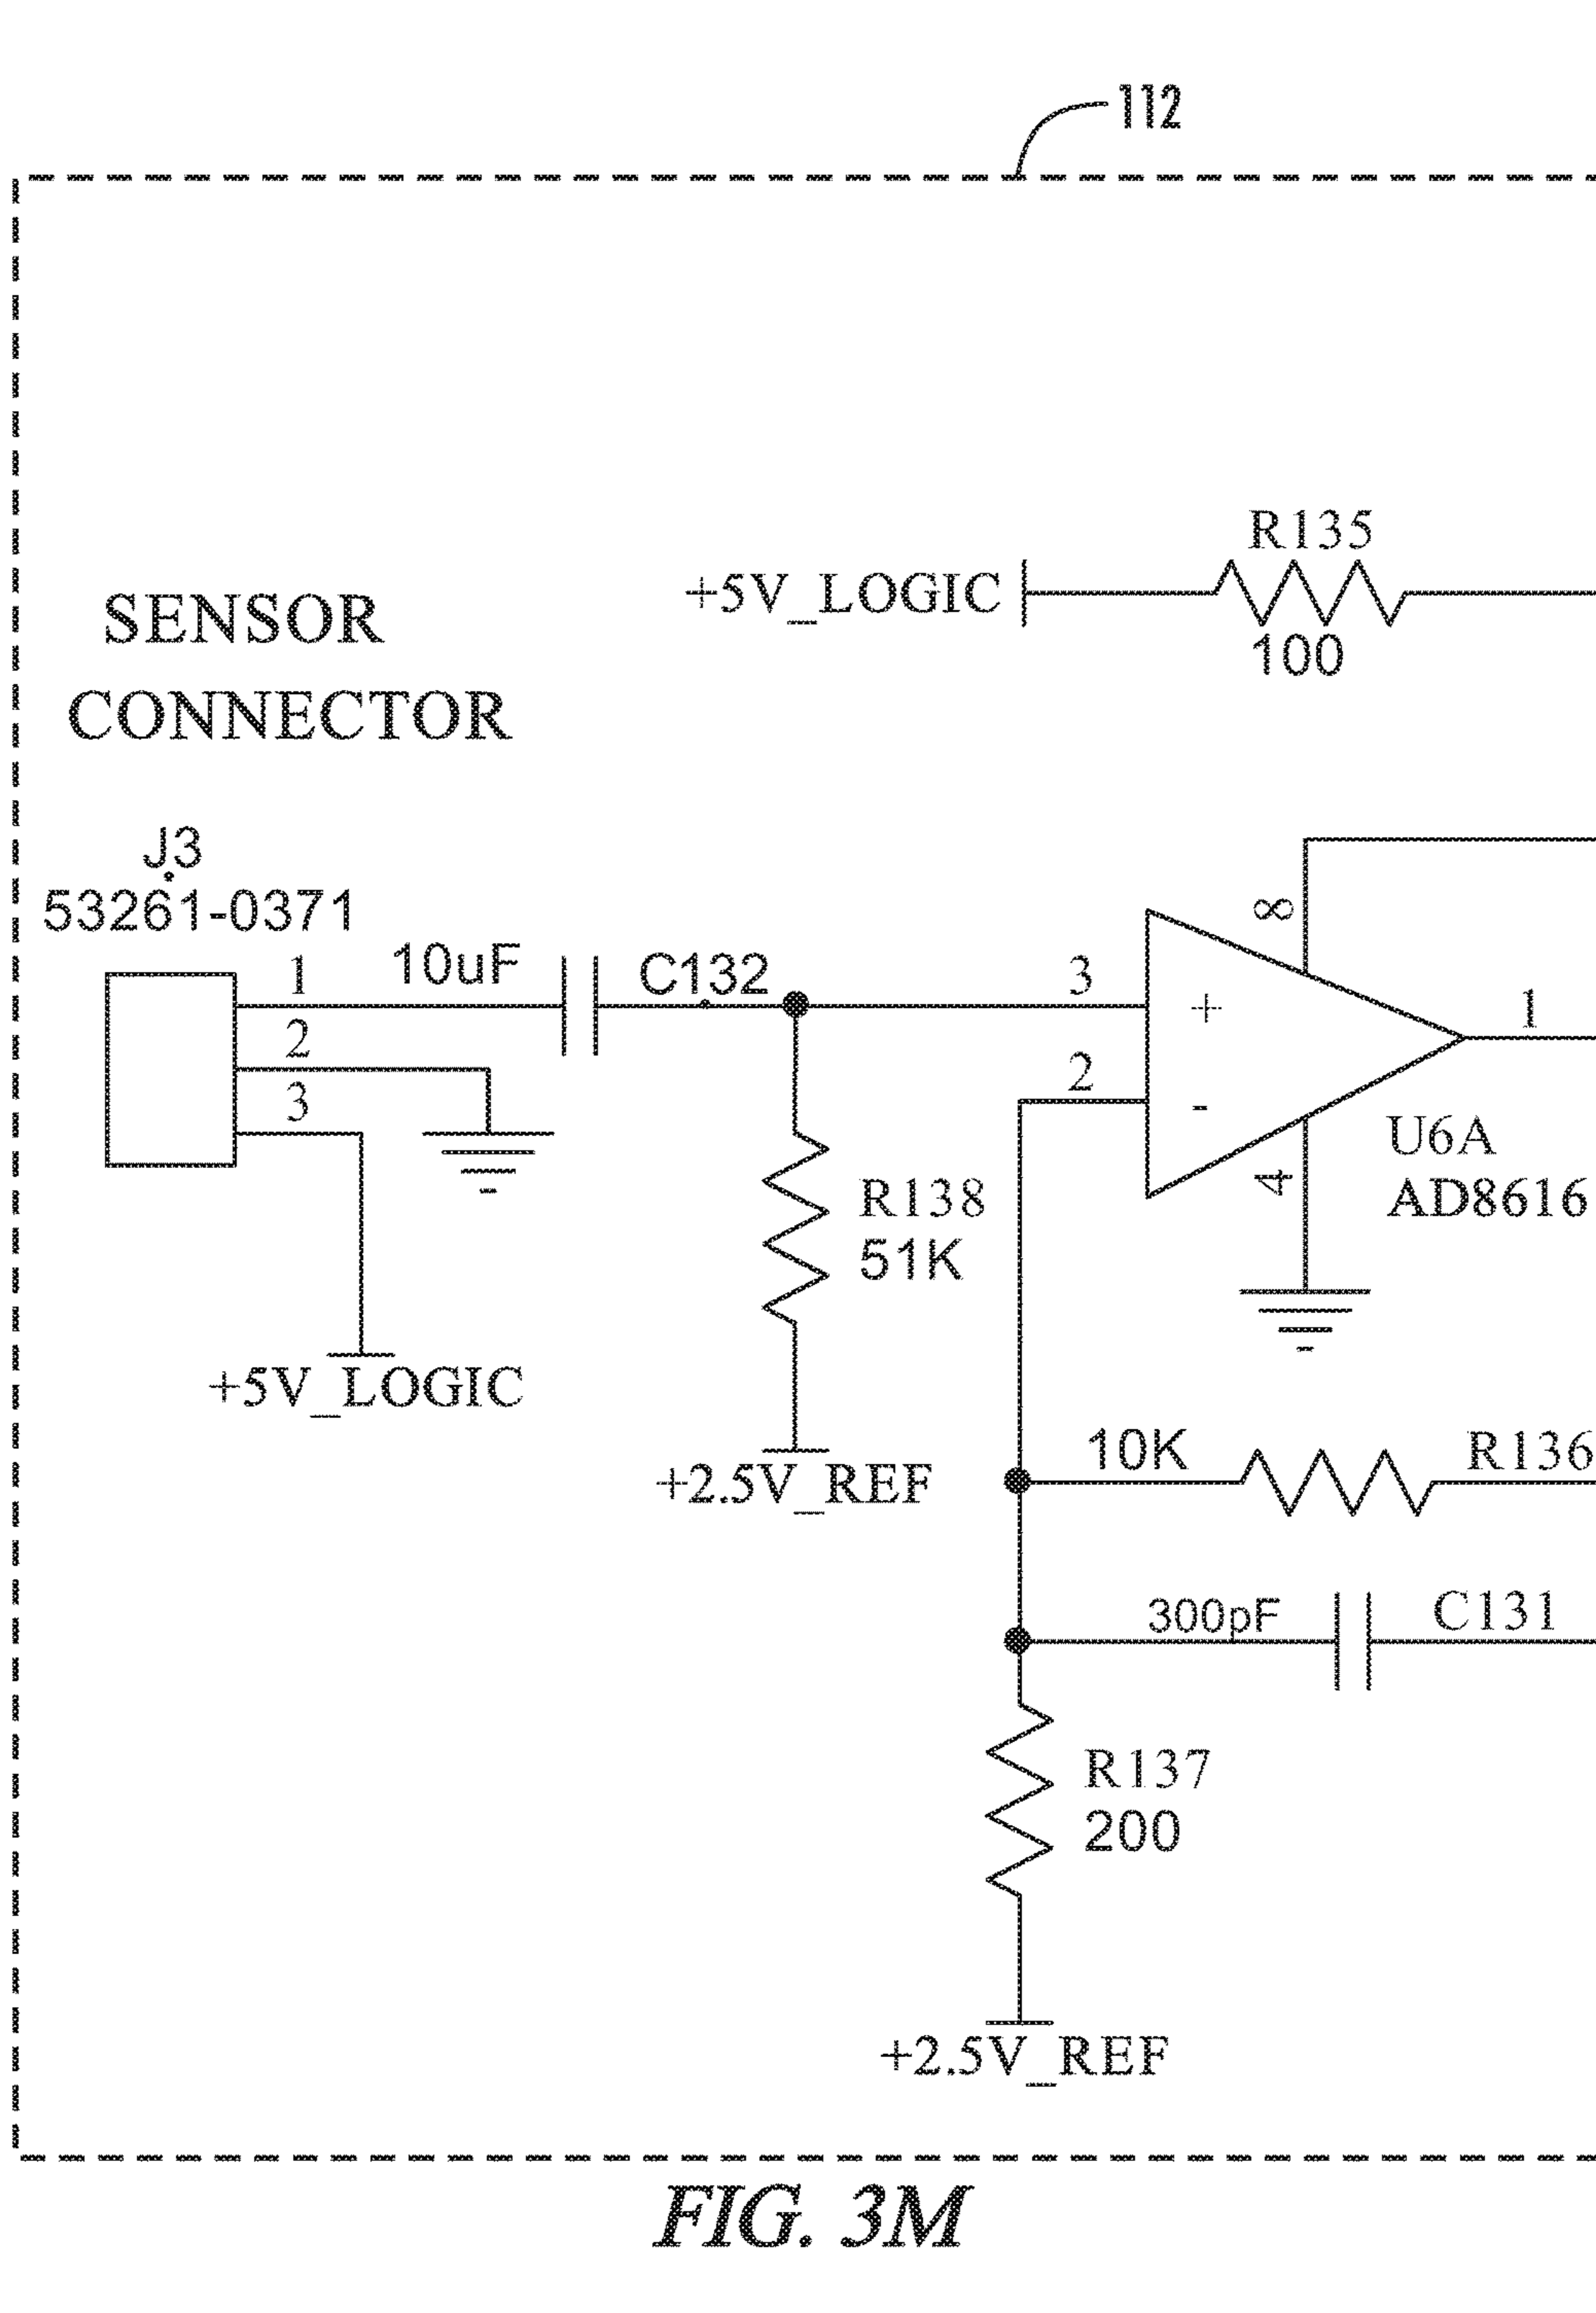 112
R135
+5V_LOGIC
100
SENSOR
CONNECTOR
J3
53261-0371
1
10uF
C132
2
3
3
+
8
1
2
-
4
U6A
AD8616
R138
51K
+5V_LOGIC
+2.5V_REF
10K
R136
300pF
C131
R137
200
+2.5V_REF
FIG. 3M